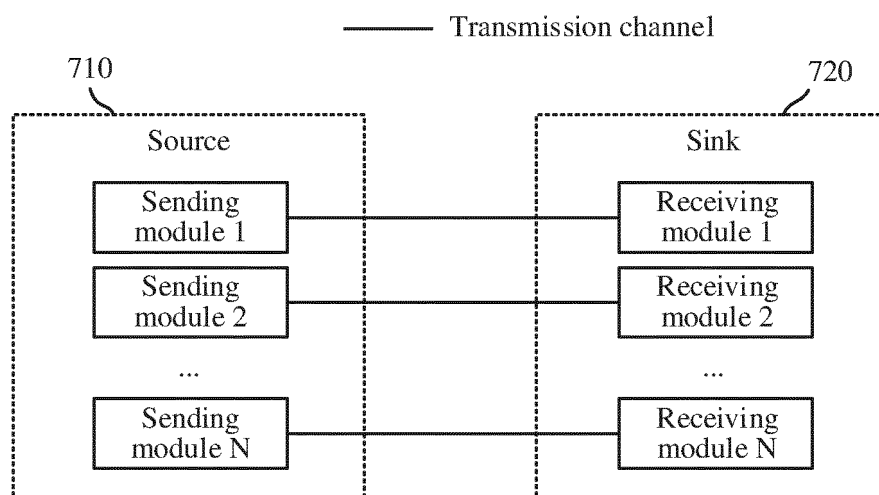 Transmission channel
710
720
Source
Sink
Sending
module 1
Receiving
module 1
Sending
module 2
Receiving
module 2
...
...
Sending
module N
Receiving
module N